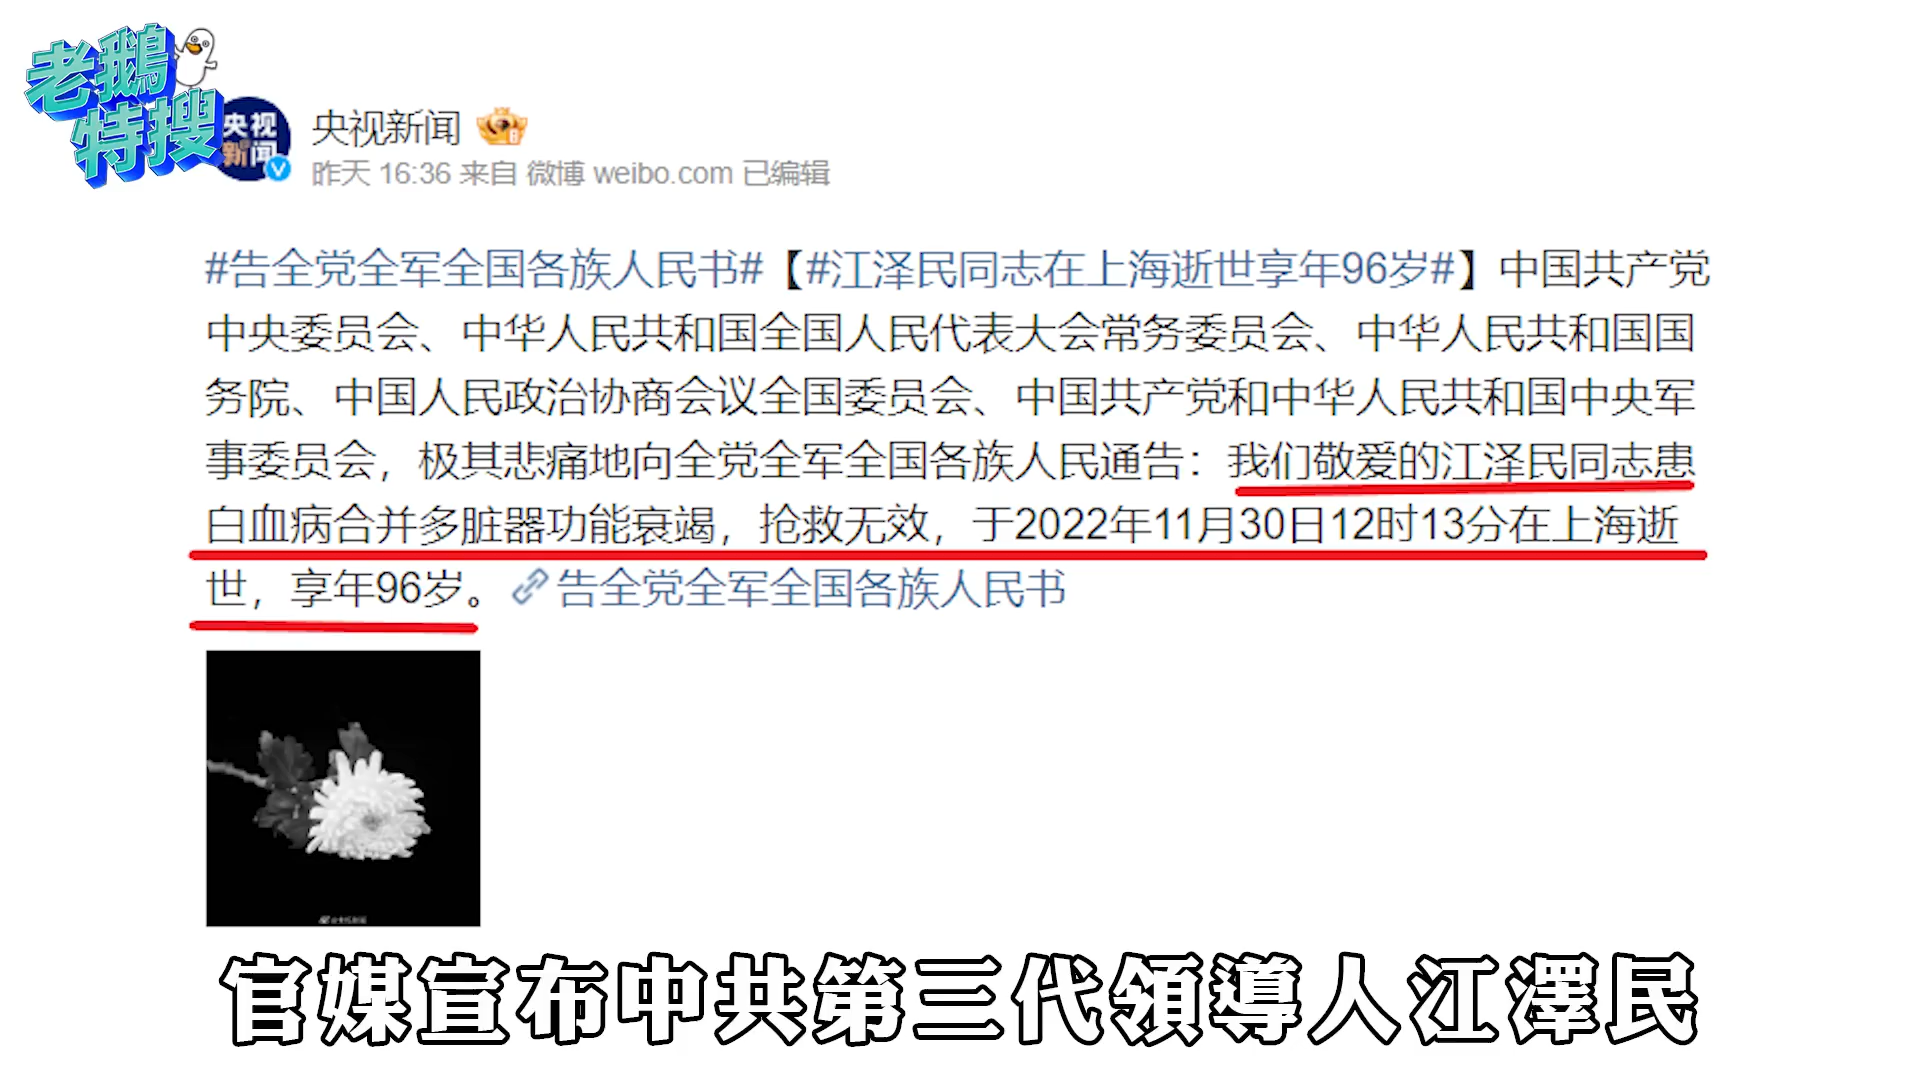 老鵝
特搜
央视
新闻
央视新闻
昨天 16:36 来自 微博 weibo.com 已编辑
#告全党全军全国各族人民书#【#江泽民同志在上海逝世享年96岁#】中国共产党
中央委员会、中华人民共和国全国人民代表大会常务委员会、中华人民共和国国
务院、中国人民政治协商会议全国委员会、中国共产党和中华人民共和国中央军
事委员会，极其悲痛地向全党全军全国各族人民通告：我们敬爱的江泽民同志患
白血病合并多脏器功能衰竭，抢救无效，于2022年11月30日12时13分在上海逝
世，享年96岁。 告全党全军全国各族人民书
官媒宣布中共第三代領導人江澤民